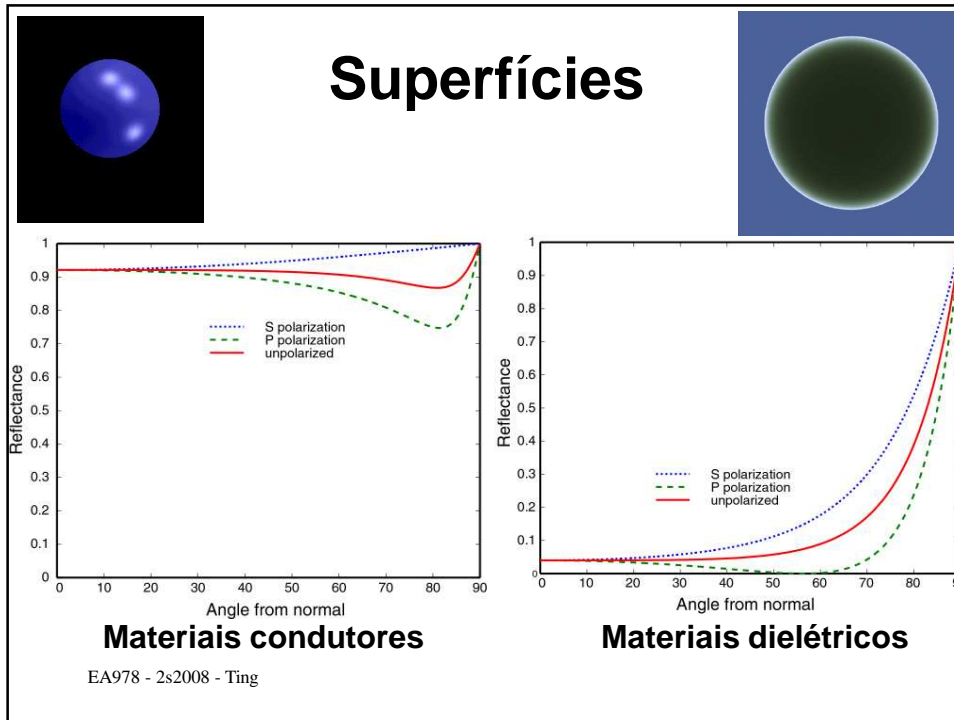 Superfícies
1
0.9
0.8
0.7
0.6
0.5
0.4
0.3
0.2
0.1
0
Reflectance
S polarization
P polarization
unpolarized
0 10 20 30 40 50 60 70 80 90
Angle from normal
Materiais condutores
1
0.9
0.8
0.7
0.6
0.5
0.4
0.3
0.2
0.1
0
Reflectance
S polarization
P polarization
unpolarized
0 10 20 30 40 50 60 70 80 9
Angle from normal
Materiais dielétricos
EA978 - 2s2008 - Ting